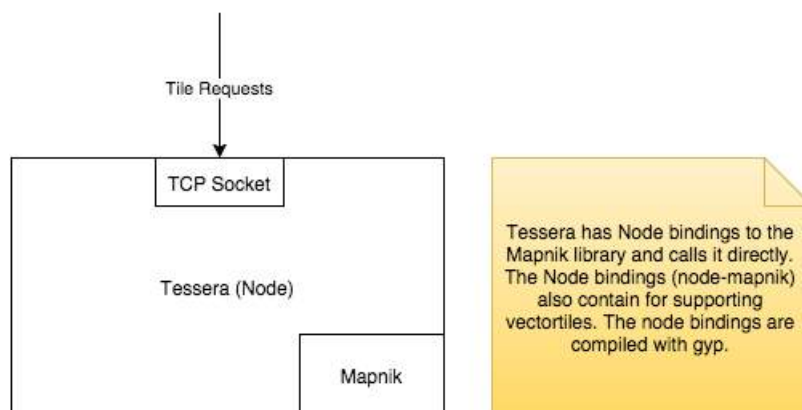 Tile Requests
TCP Socket
Tessera (Node)
Mapnik
Tessera has Node bindings to the
Mapnik library and calls it directly.
The Node bindings (node-mapnik)
also contain for supporting
vectortiles. The node bindings are
compiled with gyp.